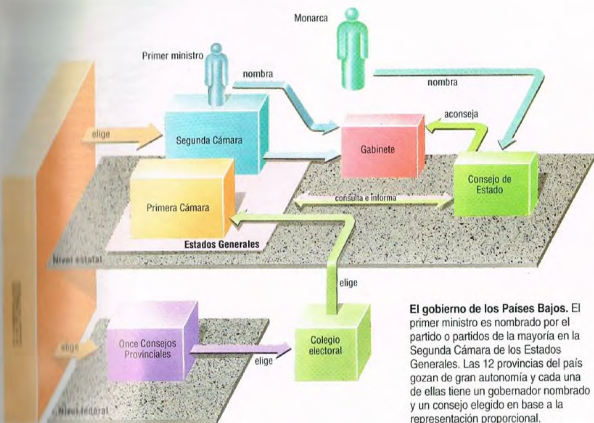 Monarca
Primer ministro
nombra
nombra
aconseja
elige
Segunda Cámara
Gabinete
Consejo de
Estado
Primera Cámara
consulta e informa
Estados Generales
Nivel estatal
elige
elige
Once Consejos
Provinciales
elige
Colegio
electoral
Nivel federal
El gobierno de los Países Bajos. El
primer ministro es nombrado por el
partido o partidos de la mayoría en la
Segunda Cámara de los Estados
Generales. Las 12 provincias del país
gozan de gran autonomía y cada una
de ellas tiene un gobernador nombrado
y un consejo elegido en base a la
representación proporcional.